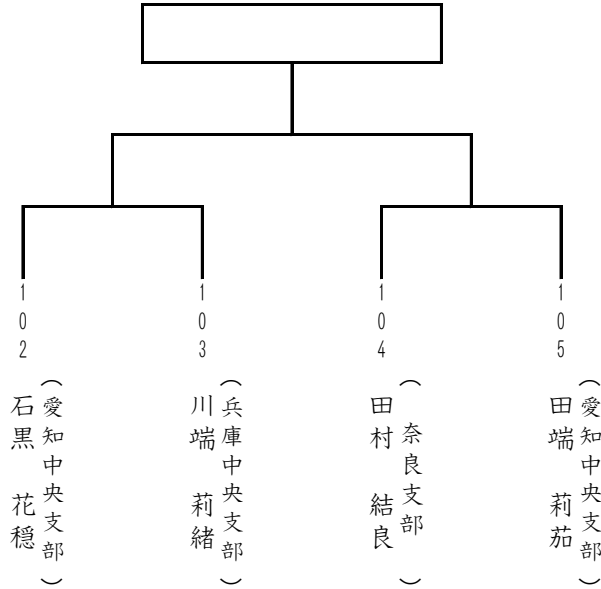 102
石黒 花穏
(愛知中央支部)
103
川端 莉緒
(兵庫中央支部)
104
田村 結良
(奈良支部)
105
田端 莉茄
(愛知中央支部)